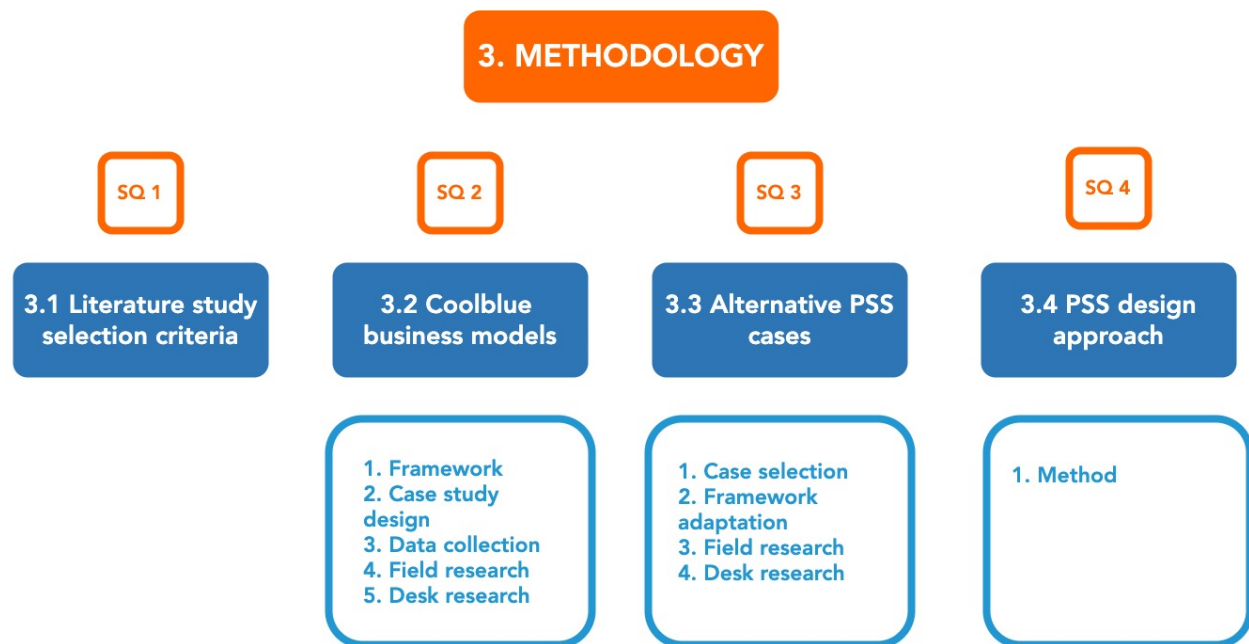 3. METHODOLOGY
SQ 1
SQ 2
SQ 3
SQ 4
3.1 Literature study
selection criteria
3.2 Coolblue
business models
3.3 Alternative PSS
cases
3.4 PSS design
approach
1. Framework
2. Case study
design
3. Data collection
4. Field research
5. Desk research
1. Case selection
2. Framework
adaptation
3. Field research
4. Desk research
1. Method